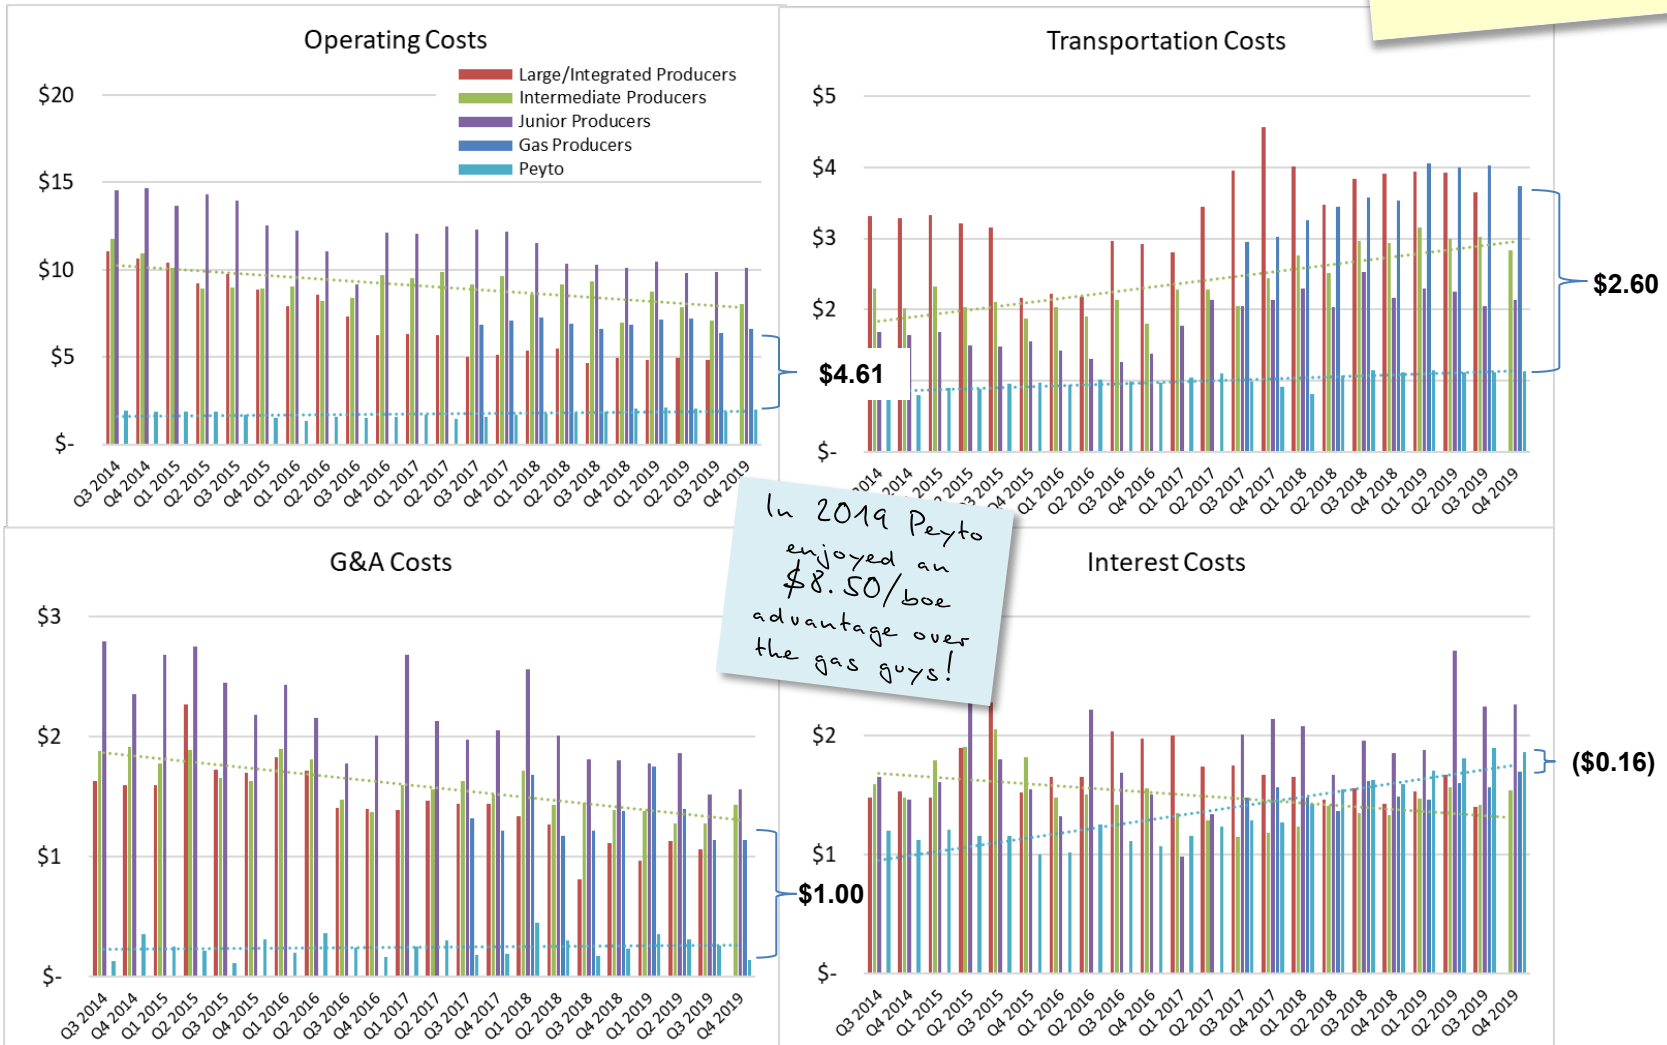 Operating Costs
Large/Integrated Producers
Intermediate Producers
Junior Producers
Gas Producers
Peyto
$20
$15
$10
$5
$-
Q3 2014
Q4 2014
Q1 2015
Q2 2015
Q3 2015
Q4 2015
Q1 2016
Q2 2016
Q3 2016
Q4 2016
Q1 2017
Q2 2017
Q3 2017
Q4 2017
Q1 2018
Q2 2018
Q3 2018
Q4 2018
Q1 2019
Q2 2019
Q3 2019
Q4 2019
$4.61
Transportation Costs
$5
$4
$3
$2
$-
2014
2014
Q1 2015
Q2 2015
2015
Q4 2015
Q1 2016
Q2 2016
Q3 2016
Q4 2016
Q1 2017
Q2 2017
Q3 2017
Q4 2017
Q1 2018
Q2 2018
Q3 2018
Q4 2018
Q1 2019
Q2 2019
Q3 2019
Q4 2019
$2.60
In 2019 Peyto
enjoyed an
$8.50/boe
advantage over
the gas guys!
G&A Costs
$3
$2
$1
$-
Q3 2014
Q4 2014
Q1 2015
Q2 2015
Q3 2015
Q4 2015
Q1 2016
Q2 2016
Q3 2016
Q4 2016
Q1 2017
Q2 2017
Q3 2017
Q4 2017
Q1 2018
Q2 2018
Q3 2018
Q4 2018
Q1 2019
Q2 2019
Q3 2019
Q4 2019
$1.00
Interest Costs
$2
$1
$-
Q3 2014
Q4 2014
Q1 2015
Q2 2015
Q3 2015
Q4 2015
Q1 2016
Q2 2016
Q3 2016
Q4 2016
Q1 2017
Q2 2017
Q3 2017
Q4 2017
Q1 2018
Q2 2018
Q3 2018
Q4 2018
Q1 2019
Q2 2019
Q3 2019
Q4 2019
($0.16)